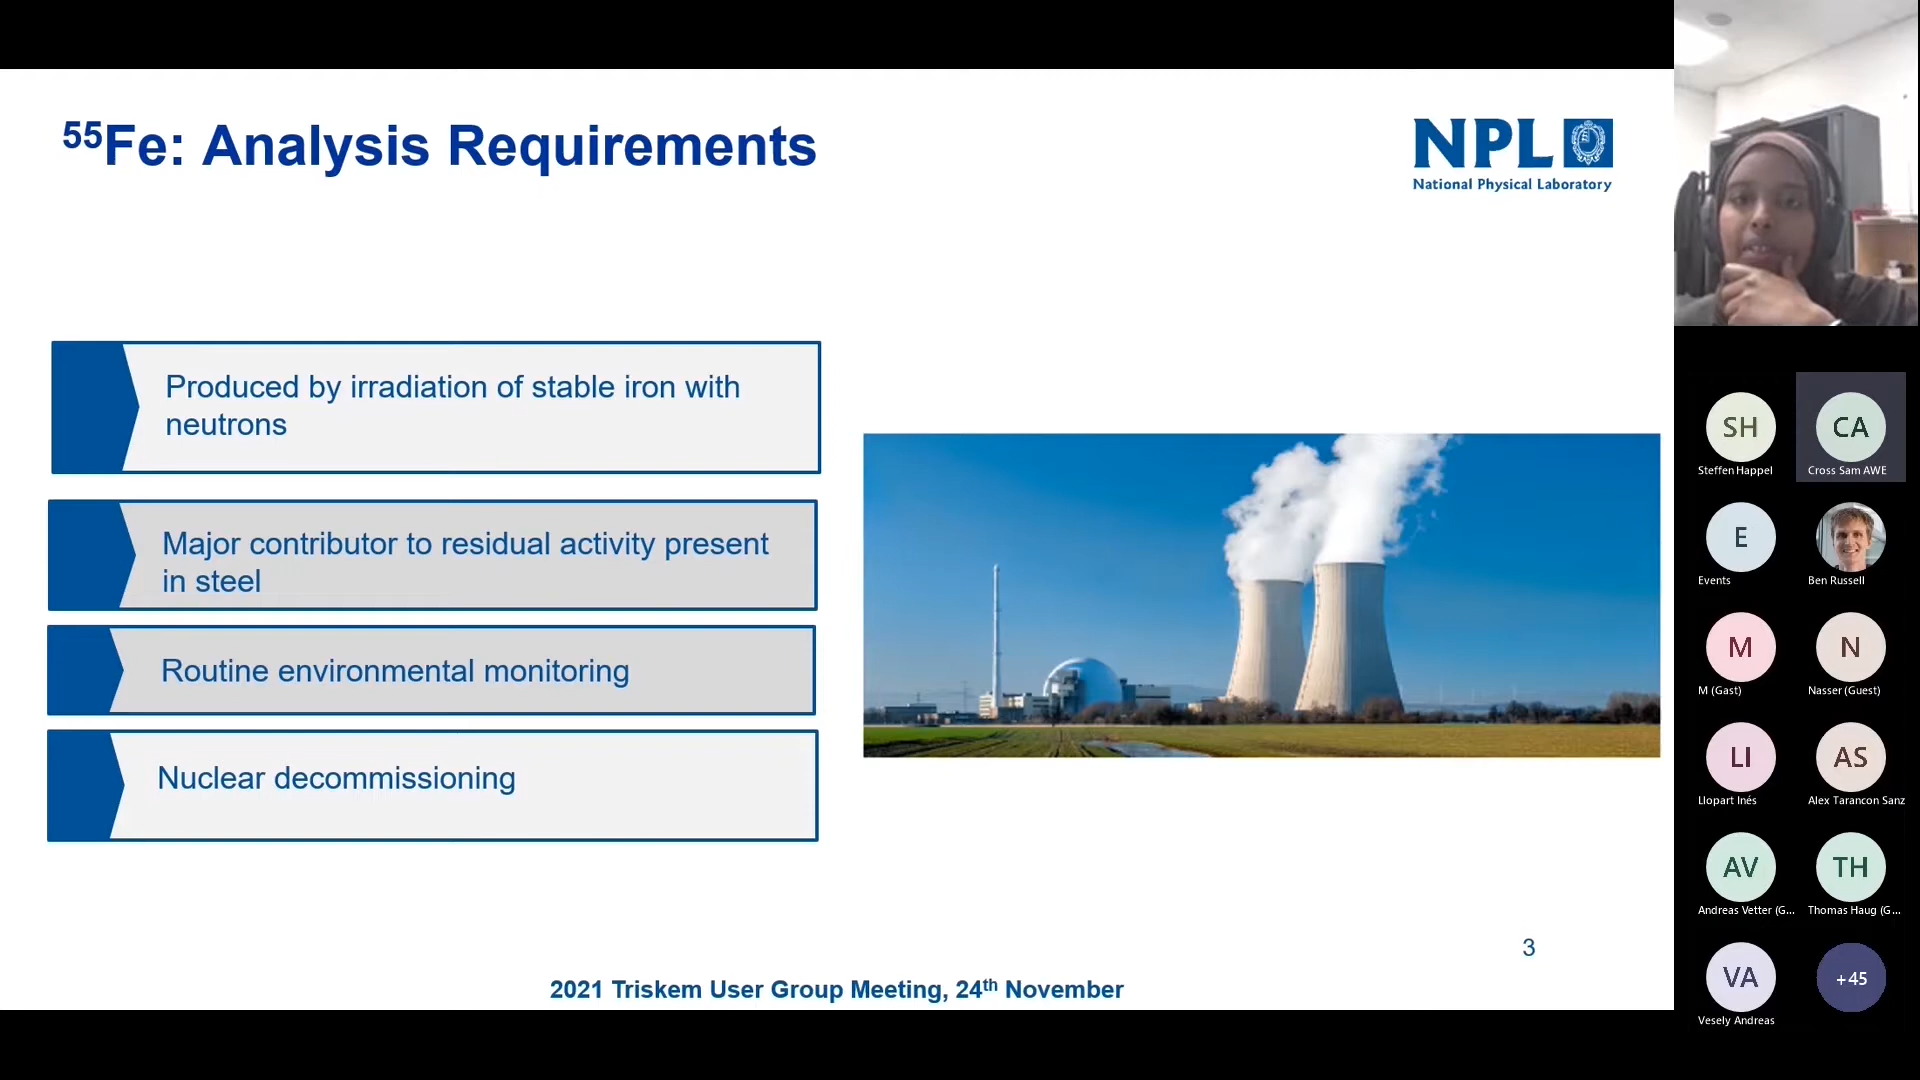 ⁵⁵Fe: Analysis Requirements
NPL
National Physical Laboratory
Produced by irradiation of stable iron with
neutrons
Major contributor to residual activity present
in steel
Routine environmental monitoring
Nuclear decommissioning
3
2021 Triskem User Group Meeting, 24th November
SH
Steffen Happel
CA
Cross Sam AWE
E
Events
Ben Russell
M
M (Gast)
N
Nasser (Guest)
LI
Llopart Inés
AS
Alex Tarancon Sanz
AV
Andreas Vetter (G...
TH
Thomas Haug (G...
VA
Vesely Andreas
+45